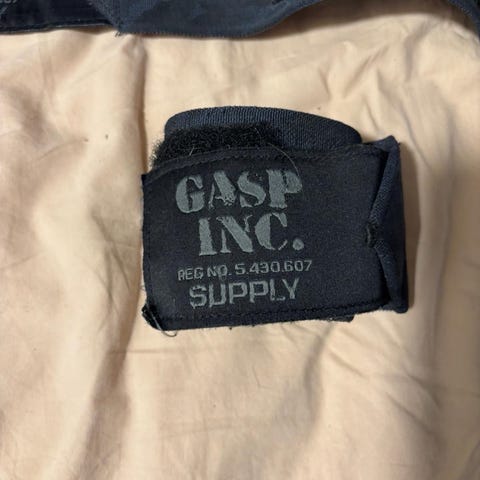 GASP
INC.
REG NO. 5.430.607
SUPPLY